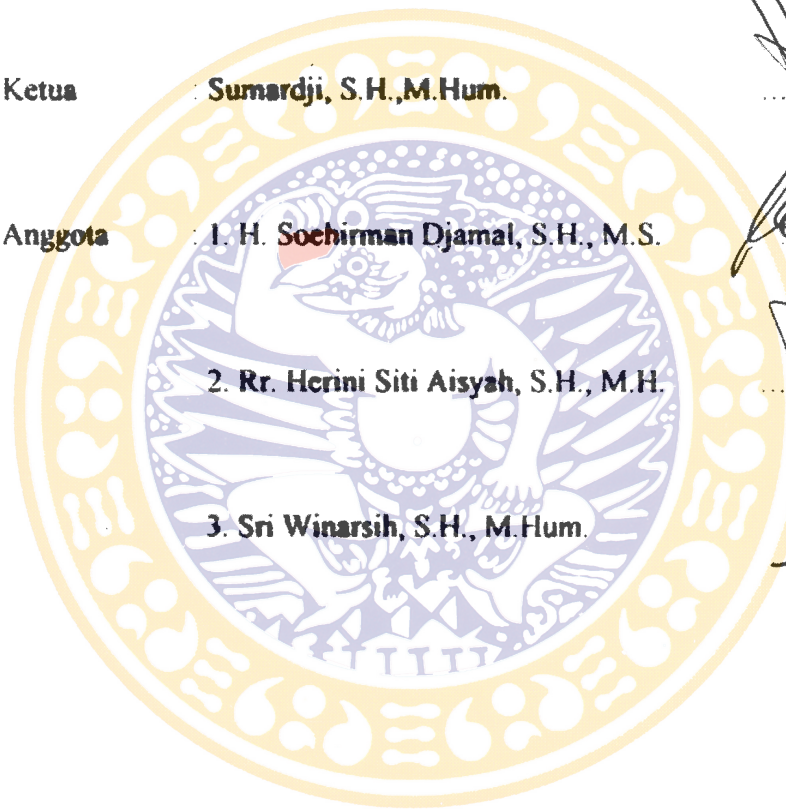 Ketua : Sumardji, S.H.,M.Hum.
Anggota : 1. H. Soehirman Djamal, S.H., M.S.
2. Rr. Herini Siti Aisyah, S.H., M.H.
3. Sri Winarsih, S.H., M.Hum.